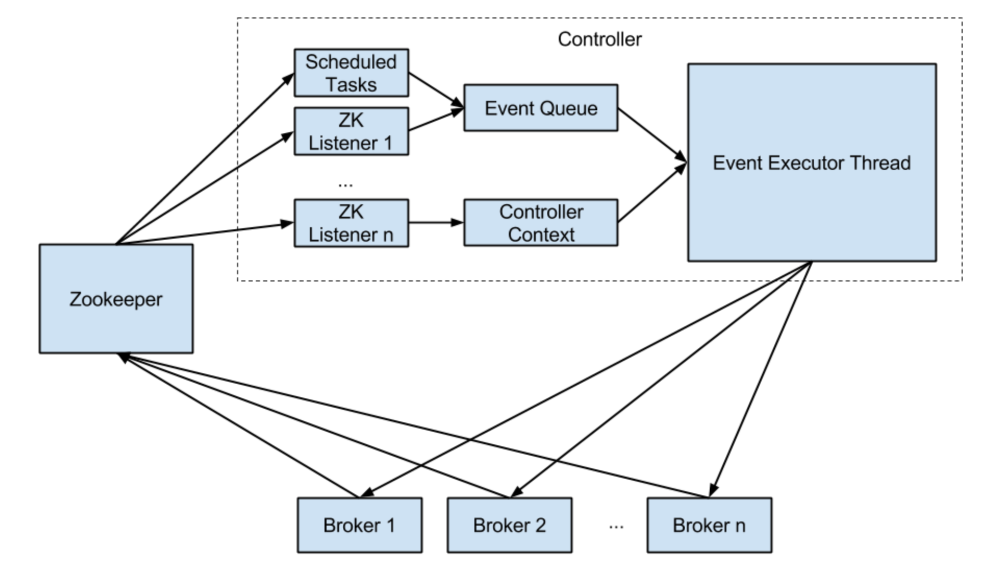 Controller
Scheduled
Tasks
ZK
Listener 1
...
ZK
Listener n
Event Queue
Controller
Context
Event Executor Thread
Zookeeper
Broker 1
Broker 2
...
Broker n